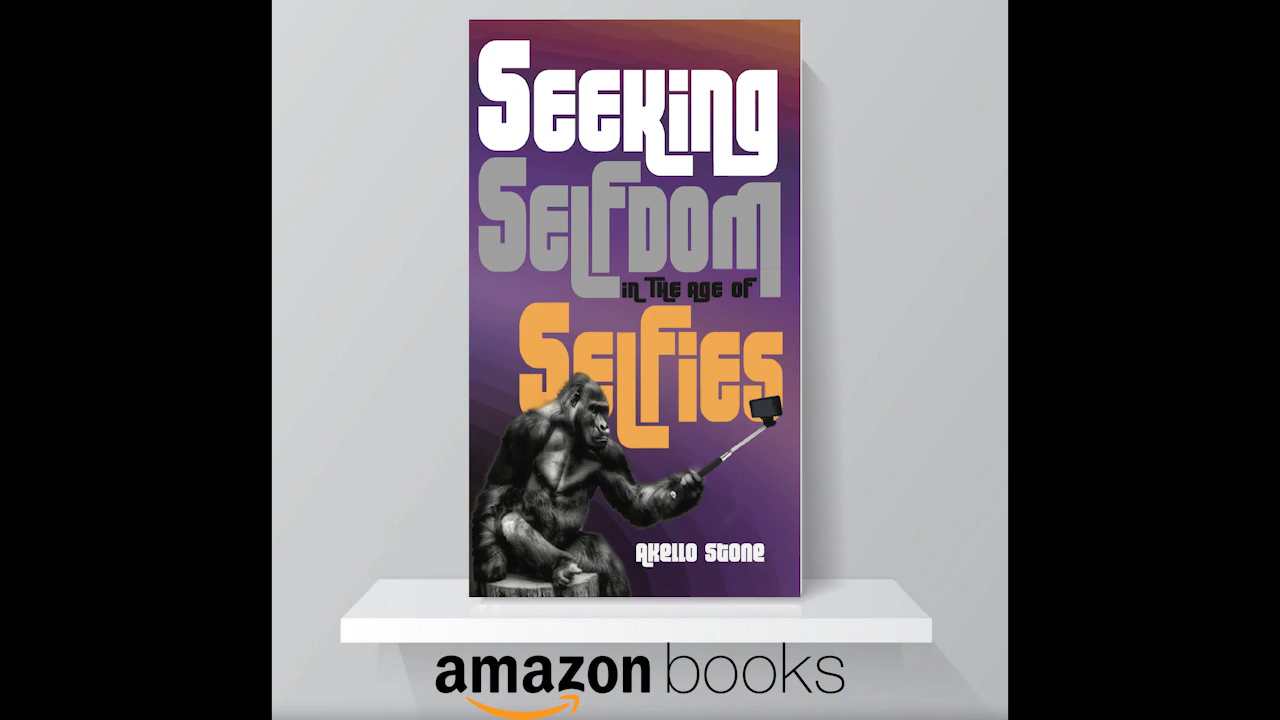 Seeking
Selfdom
in the age of
Selfies
Akello Stone
amazon books